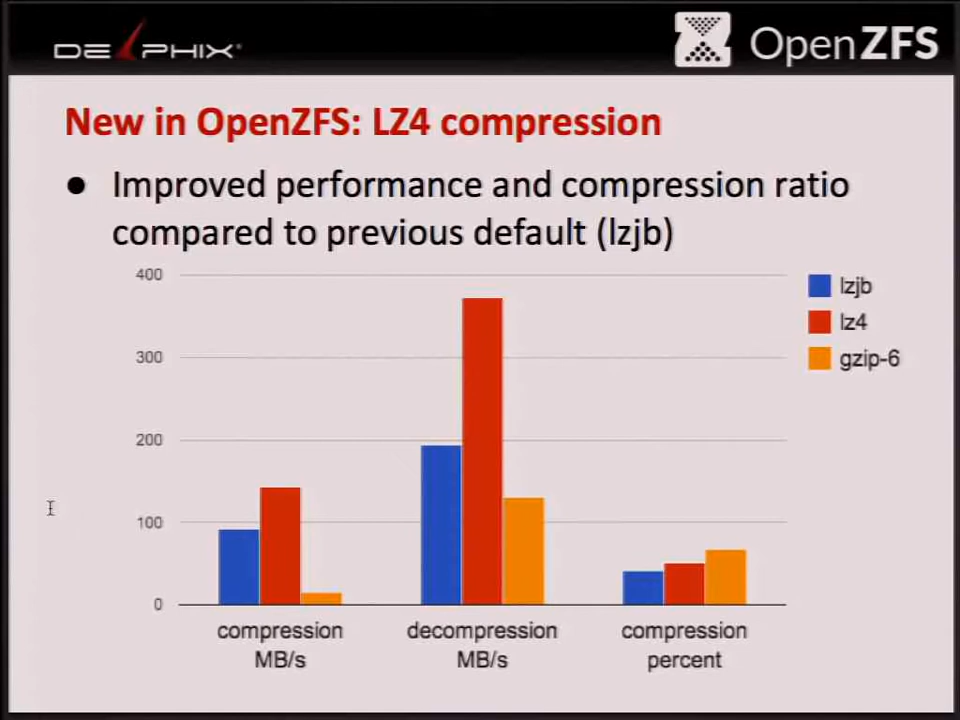 DELPHIX
OpenZFS
New in OpenZFS: LZ4 compression
● Improved performance and compression ratio
compared to previous default (lzjb)
400
300
200
100
0
lzjb
lz4
gzip-6
compression
MB/s
decompression
MB/s
compression
percent